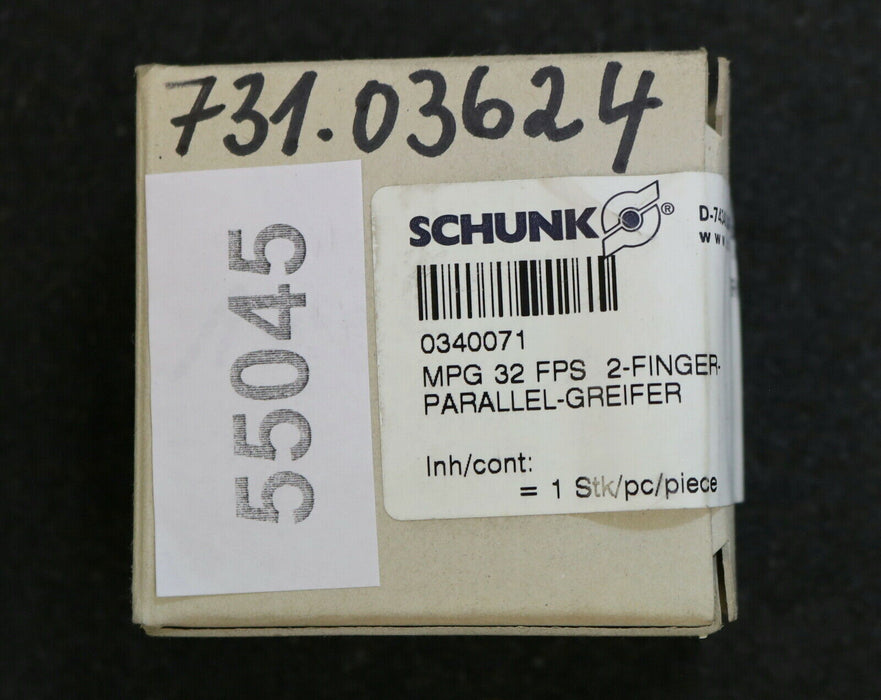 731.03624
55045
SCHUNK ®
0340071
MPG 32 FPS 2-FINGER-
PARALLEL-GREIFER
Inh/cont:
= 1 Stk/pc/piece